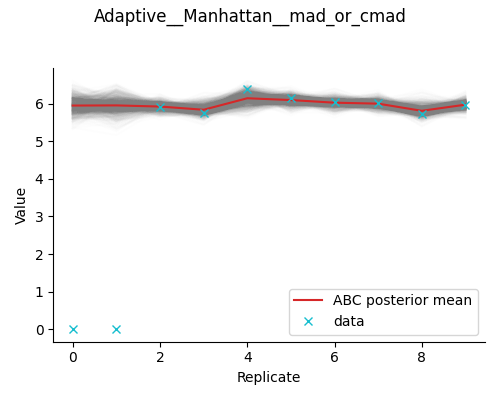 Adaptive__Manhattan__mad_or_cmad
6
5
4
3
2
1
0
Value
ABC posterior mean
data
0 2 4 6 8
Replicate